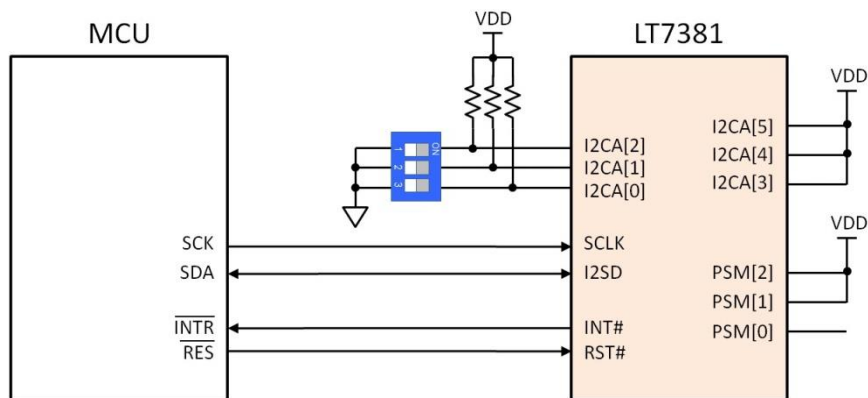 MCU
VDD
LT7381
VDD
1
2
3
ON
I2CA[2]
I2CA[1]
I2CA[0]
I2CA[5]
I2CA[4]
I2CA[3]
SCK
SDA
INTR
RES
SCLK
I2SD
INT#
RST#
VDD
PSM[2]
PSM[1]
PSM[0]